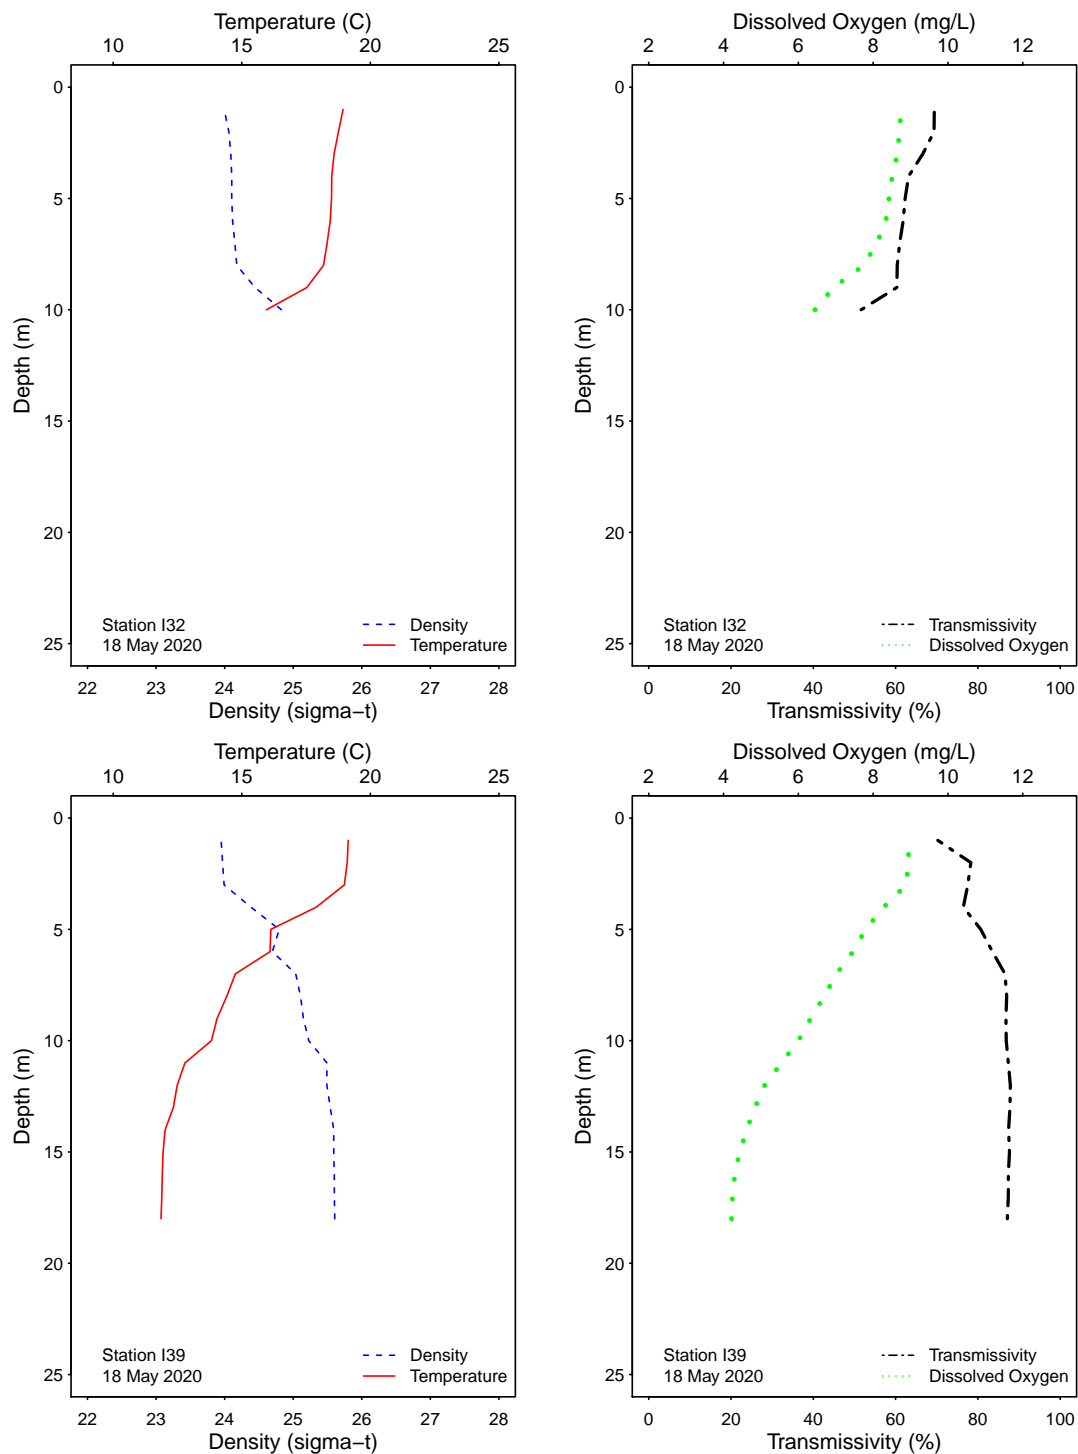 Temperature (C)
10 15 20 25
0
5
10
15
20
25
Depth (m)
Station I32
18 May 2020
Density
Temperature
22 23 24 25 26 27 28
Density (sigma−t)
Dissolved Oxygen (mg/L)
2 4 6 8 10 12
0
5
10
15
20
25
Depth (m)
Station I32
18 May 2020
Transmissivity
Dissolved Oxygen
0 20 40 60 80 100
Transmissivity (%)
Temperature (C)
10 15 20 25
0
5
10
15
20
25
Depth (m)
Station I39
18 May 2020
Density
Temperature
22 23 24 25 26 27 28
Density (sigma−t)
Dissolved Oxygen (mg/L)
2 4 6 8 10 12
0
5
10
15
20
25
Depth (m)
Station I39
18 May 2020
Transmissivity
Dissolved Oxygen
0 20 40 60 80 100
Transmissivity (%)